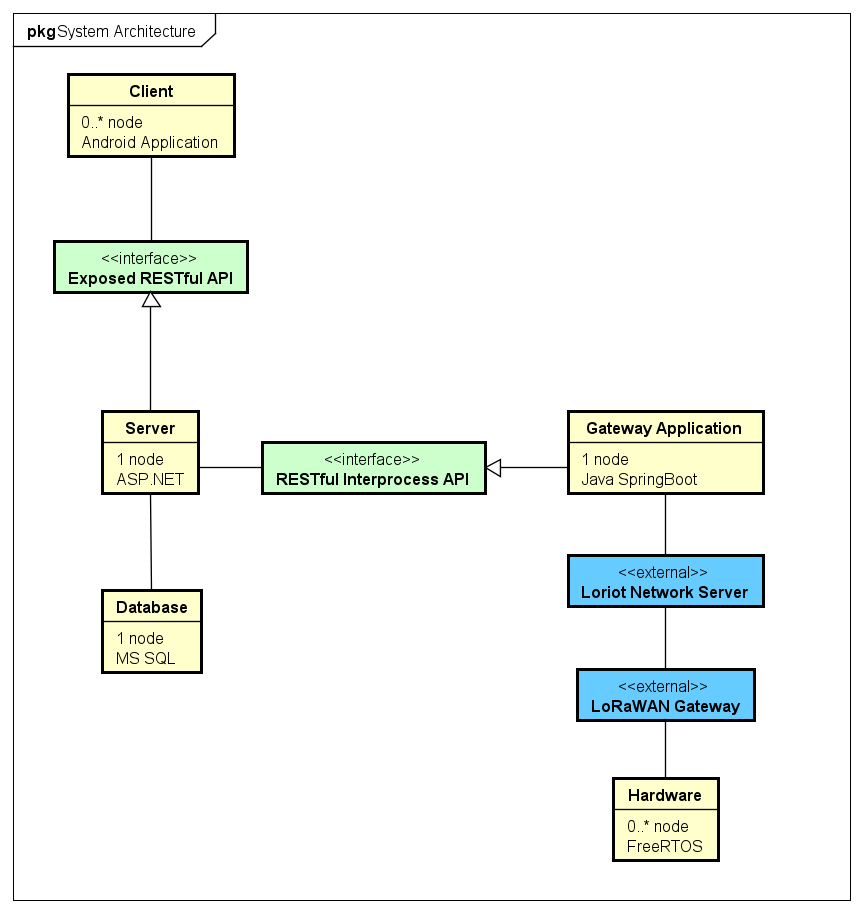 pkg System Architecture
Client
0..* node
Android Application
<<interface>>
Exposed RESTful API
Server
1 node
ASP.NET
<<interface>>
RESTful Interprocess API
Gateway Application
1 node
Java SpringBoot
<<external>>
Loriot Network Server
Database
1 node
MS SQL
<<external>>
LoRaWAN Gateway
Hardware
0..* node
FreeRTOS